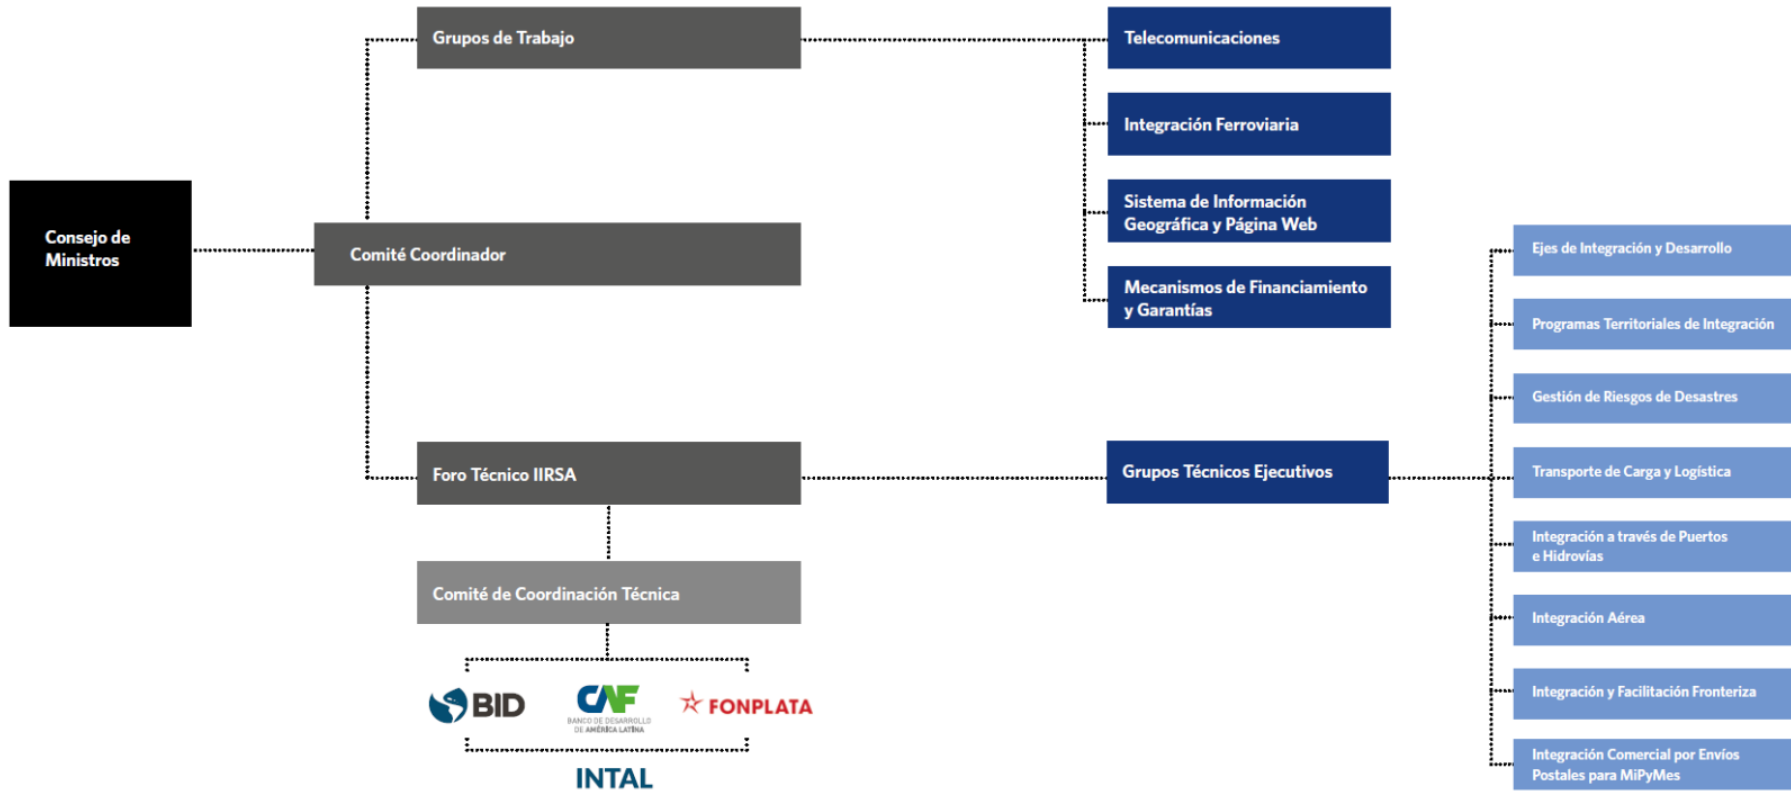 Consejo de
Ministros
Grupos de Trabajo
Comité Coordinador
Foro Técnico IIRSA
Comité de Coordinación Técnica
BID
CAF
BANCO DE DESARROLLO
DE AMÉRICA LATINA
FONPLATA
INTAL
Telecomunicaciones
Integración Ferroviaria
Sistema de Información
Geográfica y Página Web
Mecanismos de Financiamiento
y Garantías
Grupos Técnicos Ejecutivos
Ejes de Integración y Desarrollo
Programas Territoriales de Integración
Gestión de Riesgos de Desastres
Transporte de Carga y Logística
Integración a través de Puertos
e Hidrovías
Integración Aérea
Integración y Facilitación Fronteriza
Integración Comercial por Envíos
Postales para MiPyMes